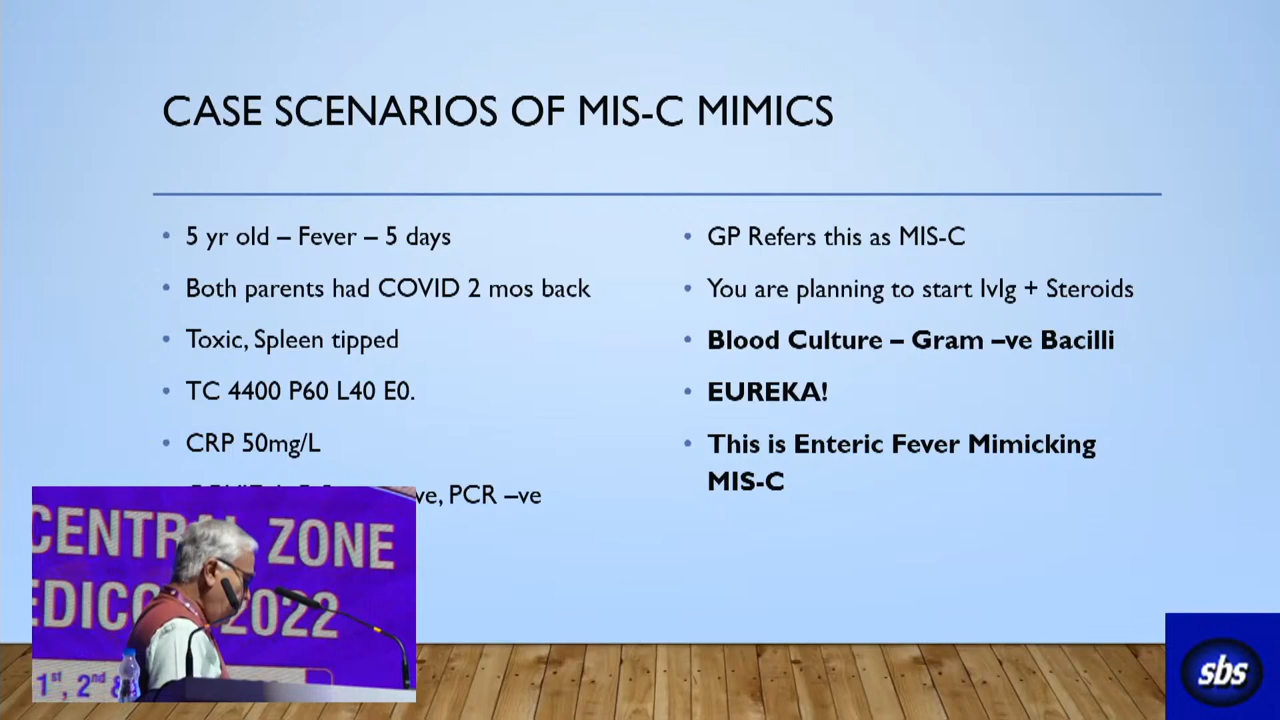 CASE SCENARIOS OF MIS-C MIMICS
• 5 yr old – Fever – 5 days
• Both parents had COVID 2 mos back
• Toxic, Spleen tipped
• TC 4400 P60 L40 E0.
• CRP 50mg/L
ve, PCR –ve
• GP Refers this as MIS-C
• You are planning to start IvIg + Steroids
• Blood Culture – Gram –ve Bacilli
• EUREKA!
• This is Enteric Fever Mimicking
MIS-C
CENTRAL ZONE
EDICO 2022
1st, 2nd &
sbs